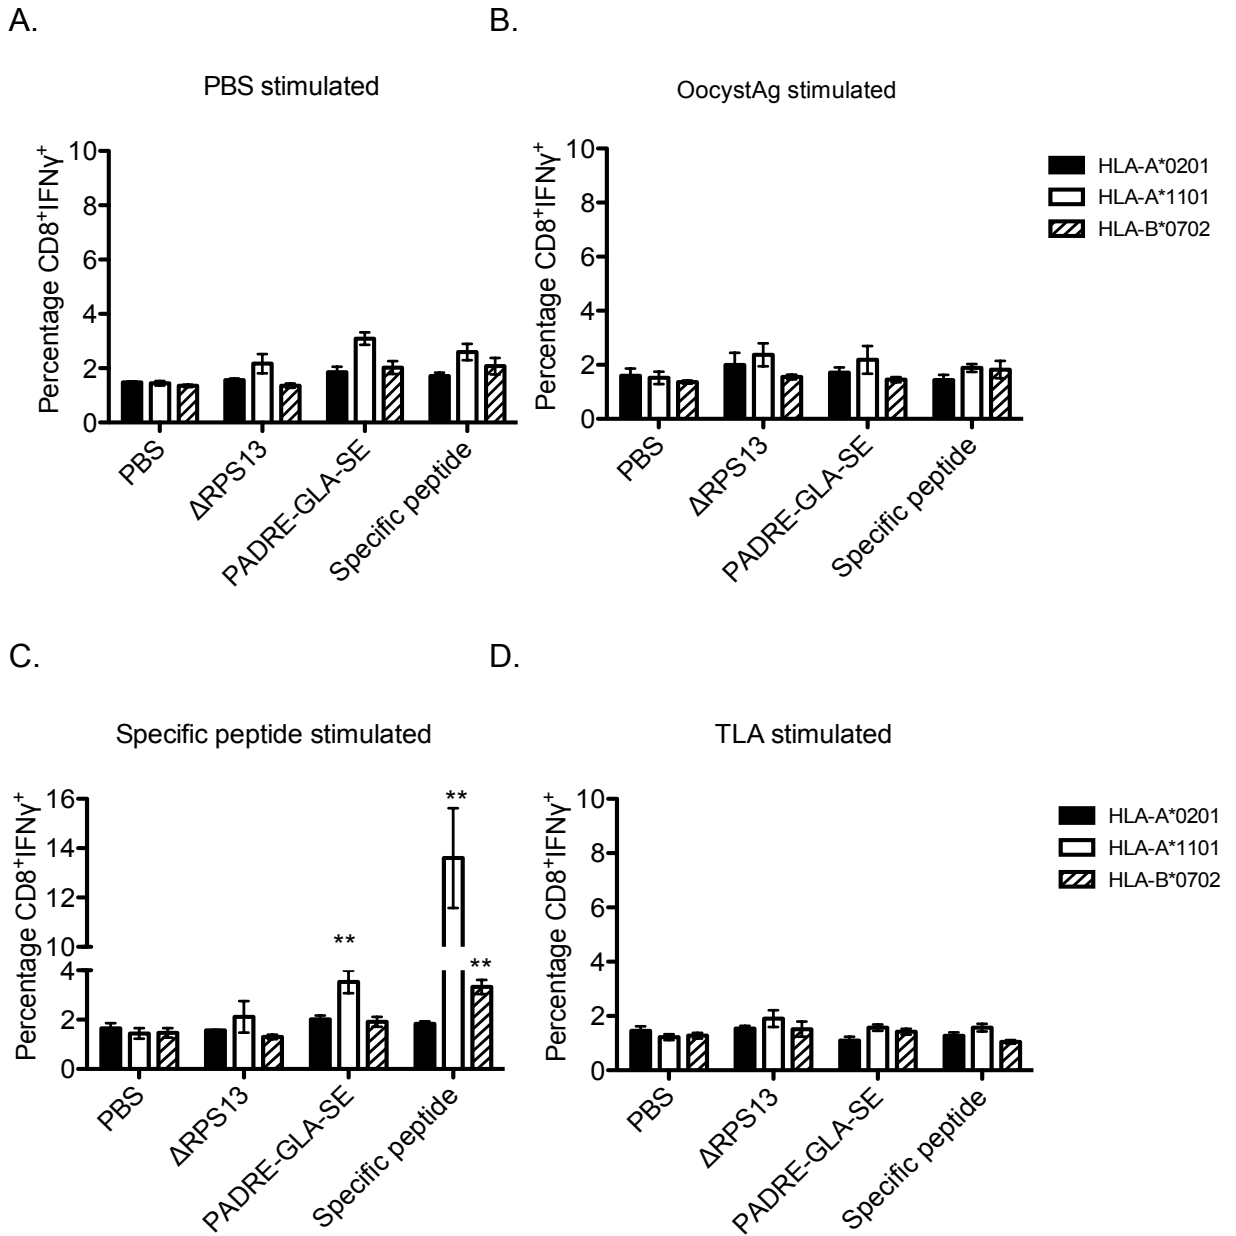 A.
B.
PBS stimulated
OocystAg stimulated
Percentage CD8⁺IFNγ⁺
10
8
6
4
2
0
PBS
ΔRPS13
PADRE-GLA-SE
Specific peptide
Percentage CD8⁺IFNγ⁺
10
8
6
4
2
0
PBS
ΔRPS13
PADRE-GLA-SE
Specific peptide
HLA-A*0201
HLA-A*1101
HLA-B*0702
C.
D.
Specific peptide stimulated
TLA stimulated
Percentage CD8⁺IFNγ⁺
16
14
12
10
4
2
0
**
**
**
PBS
ΔRPS13
PADRE-GLA-SE
Specific peptide
Percentage CD8⁺IFNγ⁺
10
8
6
4
2
0
PBS
ΔRPS13
PADRE-GLA-SE
Specific peptide
HLA-A*0201
HLA-A*1101
HLA-B*0702